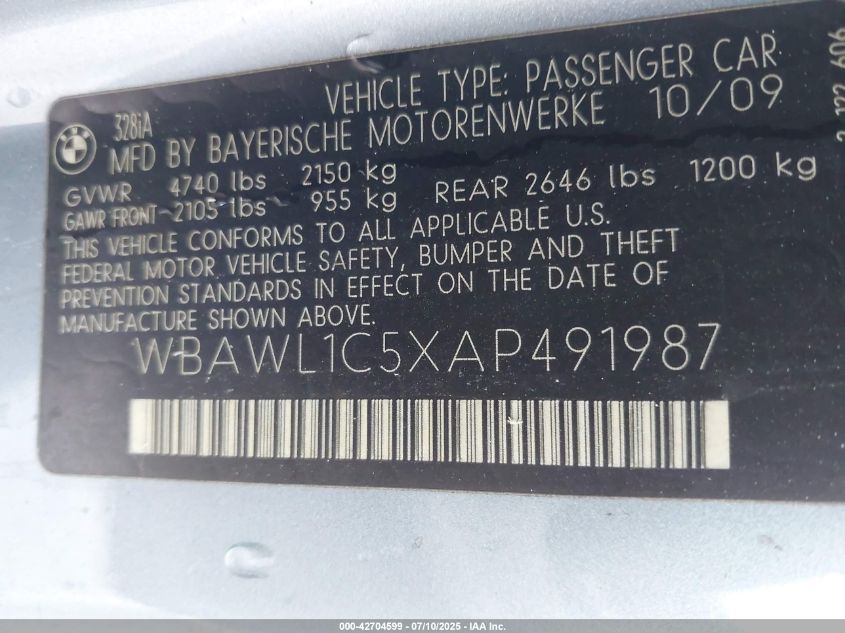 VEHICLE TYPE: PASSENGER CAR
328iA
MFD BY BAYERISCHE MOTORENWERKE 10/09
GVWR 4740 lbs 2150 kg
GAWR FRONT 2105 lbs 955 kg REAR 2646 lbs 1200 kg
THIS VEHICLE CONFORMS TO ALL APPLICABLE U.S.
FEDERAL MOTOR VEHICLE SAFETY, BUMPER AND THEFT
PREVENTION STANDARDS IN EFFECT ON THE DATE OF
MANUFACTURE SHOWN ABOVE.
WBAWL1C5XAP491987
606
000-42704599 / 07/10/2025 - IAA Inc.